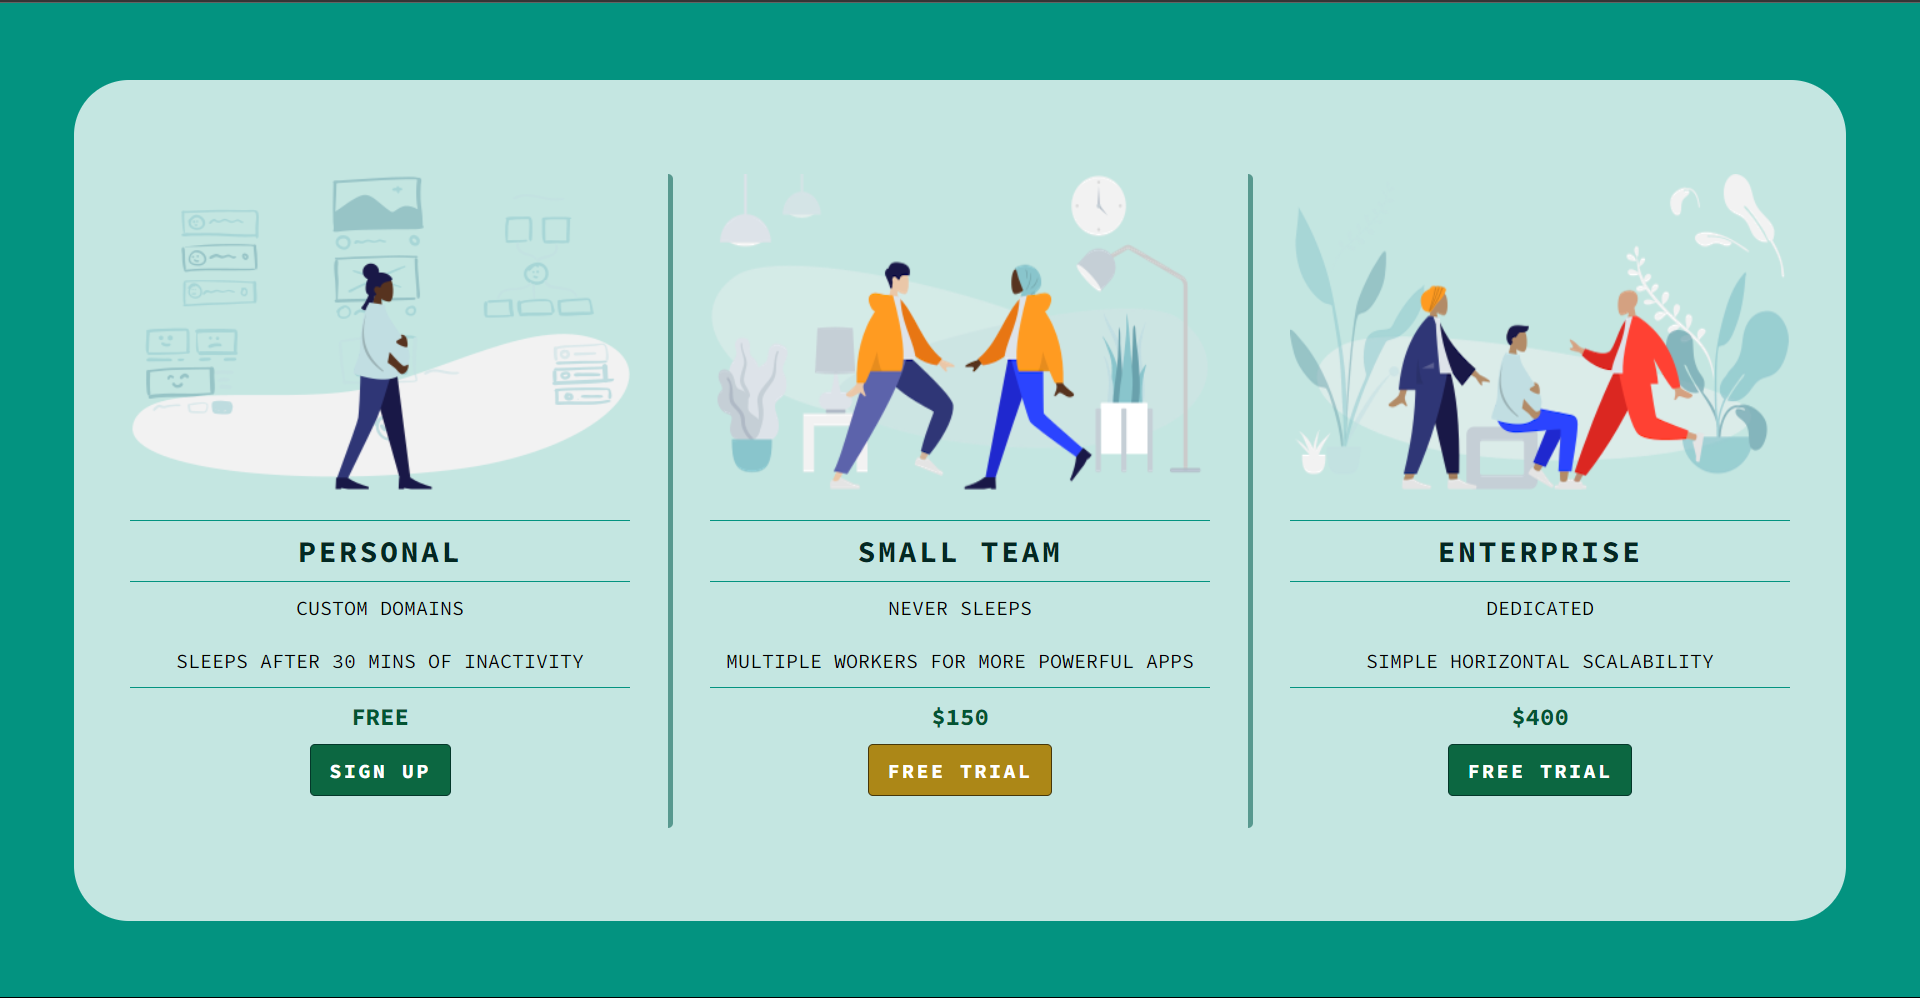 PERSONAL
CUSTOM DOMAINS
SLEEPS AFTER 30 MINS OF INACTIVITY
FREE
SIGN UP
SMALL TEAM
NEVER SLEEPS
MULTIPLE WORKERS FOR MORE POWERFUL APPS
$150
FREE TRIAL
ENTERPRISE
DEDICATED
SIMPLE HORIZONTAL SCALABILITY
$400
FREE TRIAL